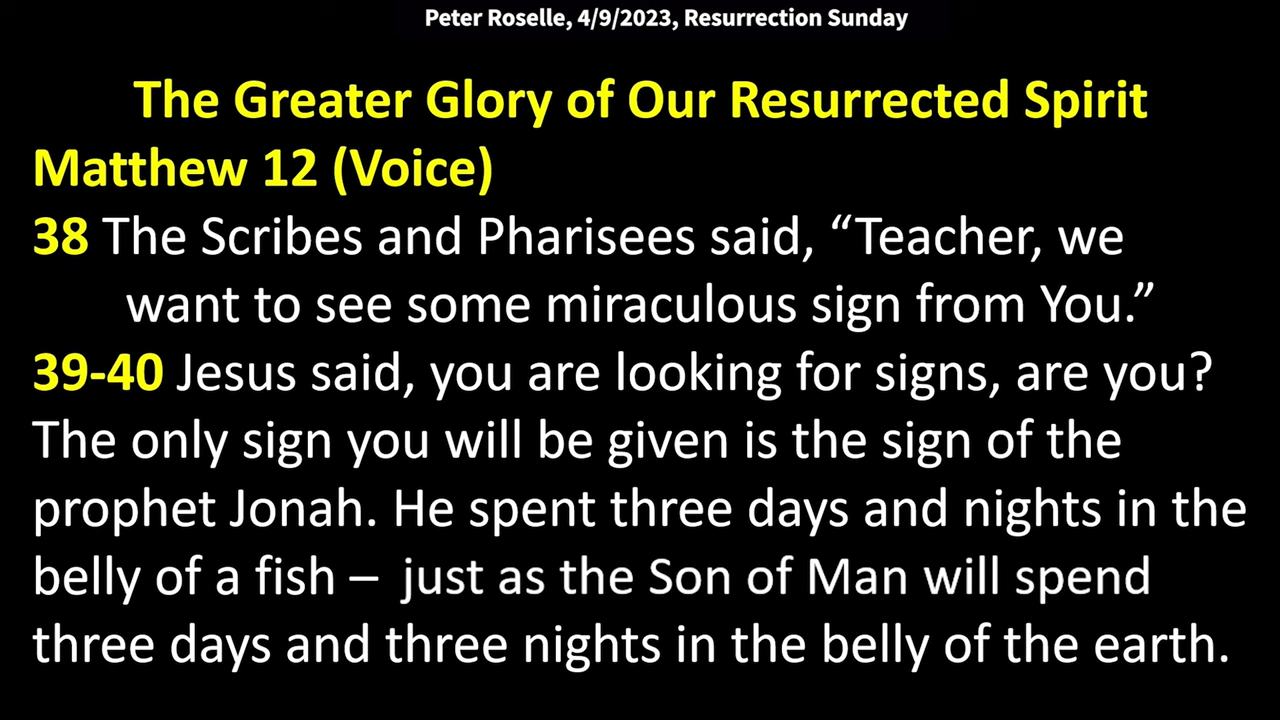 Peter Roselle, 4/9/2023, Resurrection Sunday
The Greater Glory of Our Resurrected Spirit
Matthew 12 (Voice)
38 The Scribes and Pharisees said, “Teacher, we
want to see some miraculous sign from You.”
39-40 Jesus said, you are looking for signs, are you?
The only sign you will be given is the sign of the
prophet Jonah. He spent three days and nights in the
belly of a fish – just as the Son of Man will spend
three days and three nights in the belly of the earth.